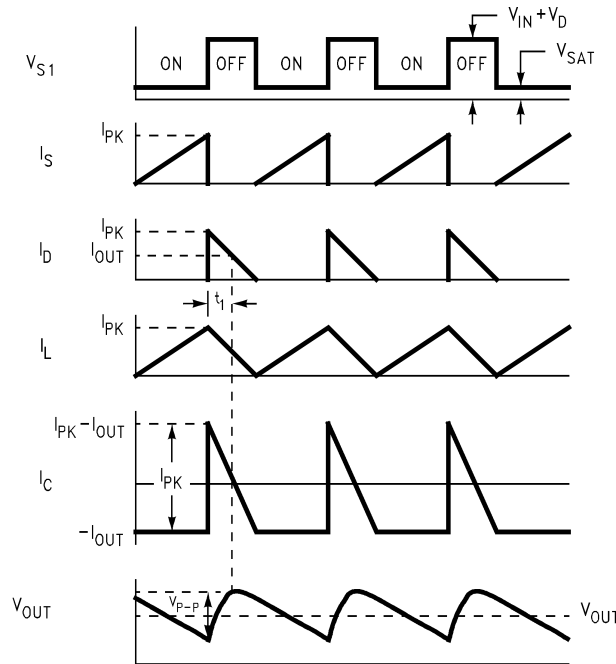 V_IN + V_D
V_S1
ON OFF ON OFF ON OFF
V_SAT
I_PK
I_S
I_PK
I_D
I_OUT
t_1
I_PK
I_L
I_PK – I_OUT
I_C
I_PK
–I_OUT
V_OUT
V_P–P
V_OUT